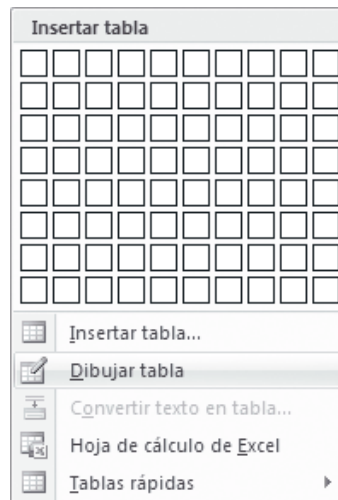 Insertar tabla
Insertar tabla...
Dibujar tabla
Convertir texto en tabla...
Hoja de cálculo de Excel
Tablas rápidas